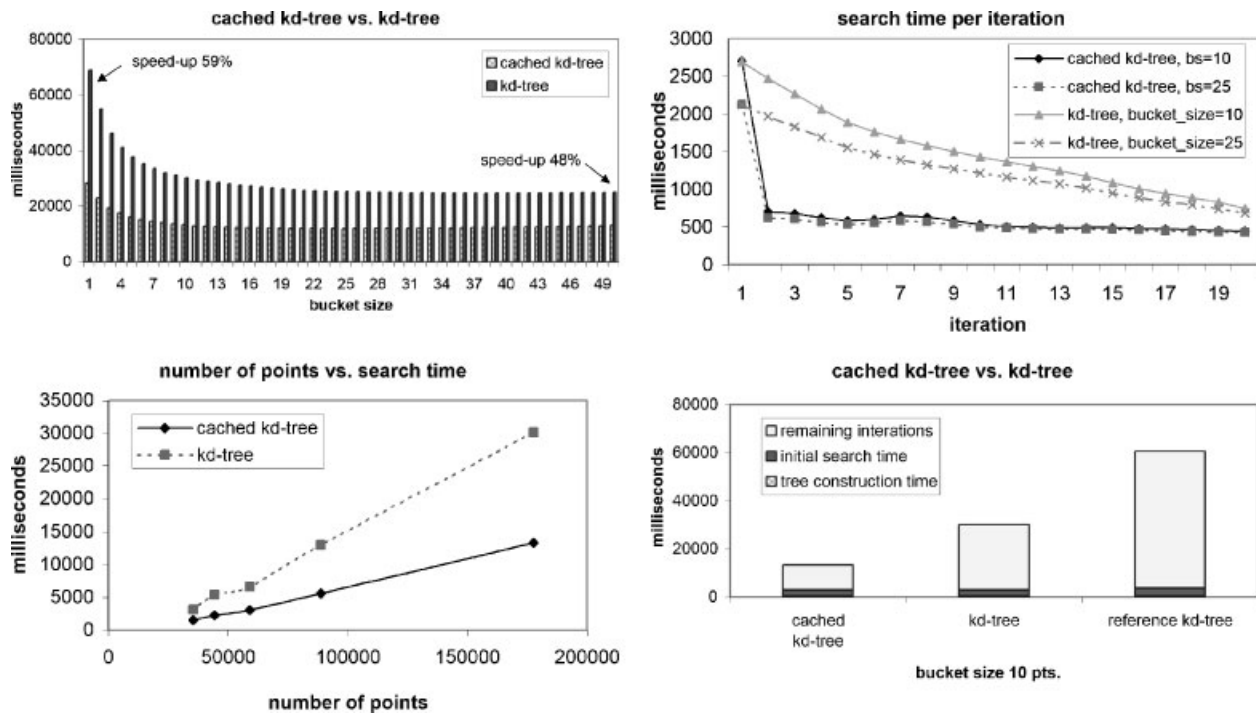 cached kd-tree vs. kd-tree
80000
60000
40000
20000
0
milliseconds
speed-up 59%
cached kd-tree
kd-tree
speed-up 48%
1 4 7 10 13 16 19 22 25 28 31 34 37 40 43 46 49
bucket size
search time per iteration
3000
2500
2000
1500
1000
500
0
milliseconds
cached kd-tree, bs=10
cached kd-tree, bs=25
kd-tree, bucket_size=10
kd-tree, bucket_size=25
1 3 5 7 9 11 13 15 17 19
iteration
number of points vs. search time
35000
30000
25000
20000
15000
10000
5000
0
milliseconds
cached kd-tree
kd-tree
0 50000 100000 150000 200000
number of points
cached kd-tree vs. kd-tree
80000
60000
40000
20000
0
milliseconds
remaining interations
initial search time
tree construction time
cached
kd-tree
kd-tree
reference kd-tree
bucket size 10 pts.